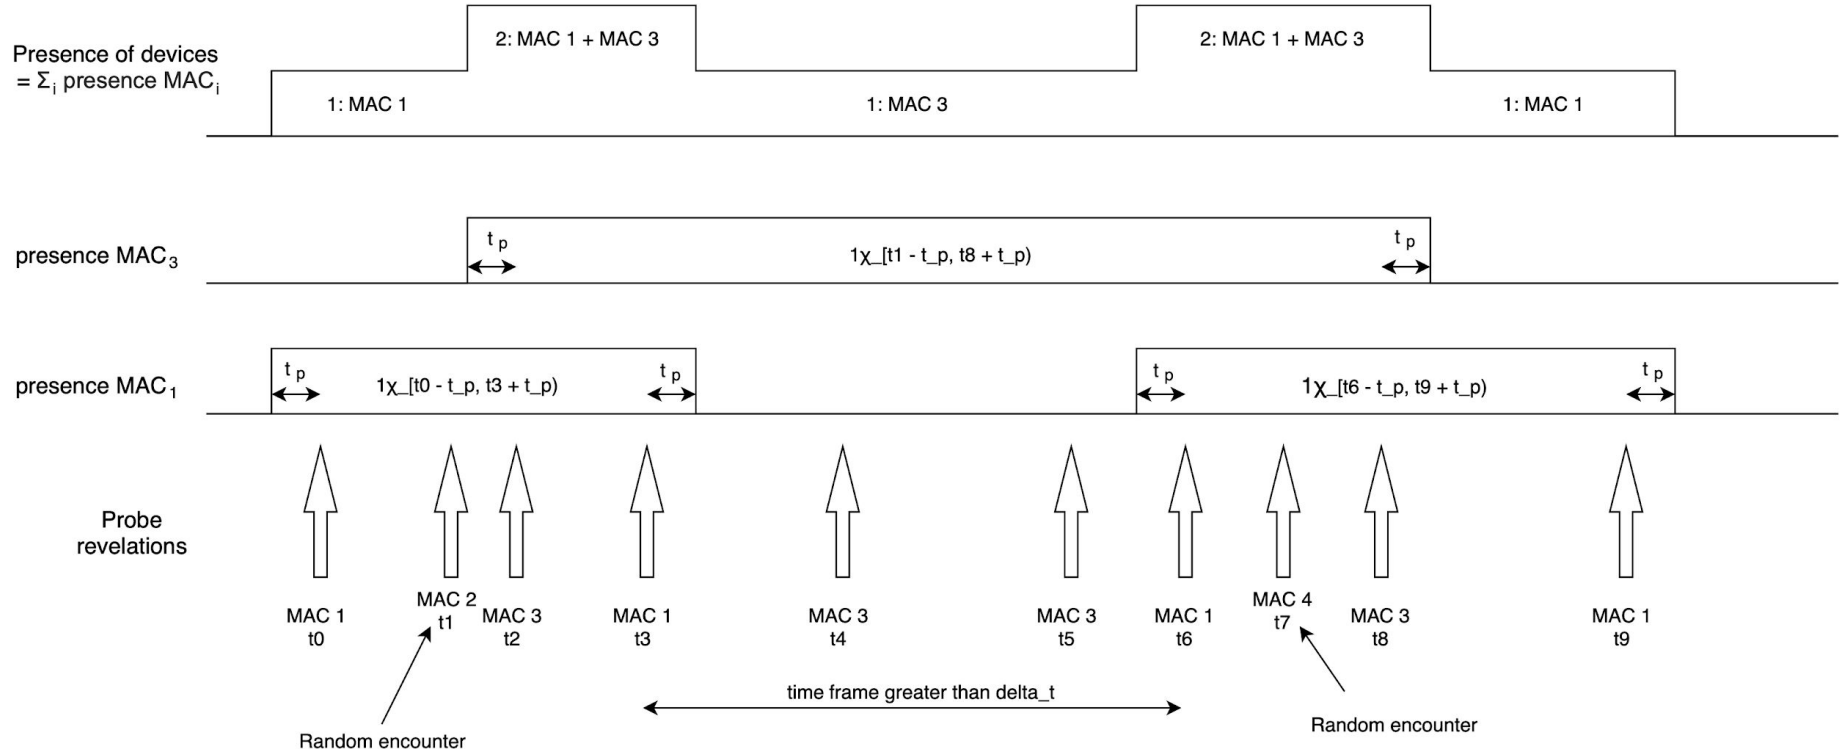 2: MAC 1 + MAC 3
2: MAC 1 + MAC 3
Presence of devices
= Σi presence MACi
1: MAC 1
1: MAC 3
1: MAC 1
t p
t p
presence MAC3
1χ_[t1 - t_p, t8 + t_p)
t p
t p
t p
t p
presence MAC1
1χ_[t0 - t_p, t3 + t_p)
1χ_[t6 - t_p, t9 + t_p)
Probe
revelations
MAC 1
t0
MAC 2
t1
MAC 3
t2
MAC 1
t3
MAC 3
t4
MAC 3
t5
MAC 1
t6
MAC 4
t7
MAC 3
t8
MAC 1
t9
time frame greater than delta_t
Random encounter
Random encounter